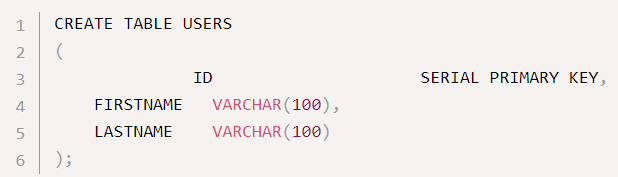 1 CREATE TABLE USERS
2 (
3 ID SERIAL PRIMARY KEY,
4 FIRSTNAME VARCHAR(100),
5 LASTNAME VARCHAR(100)
6 );